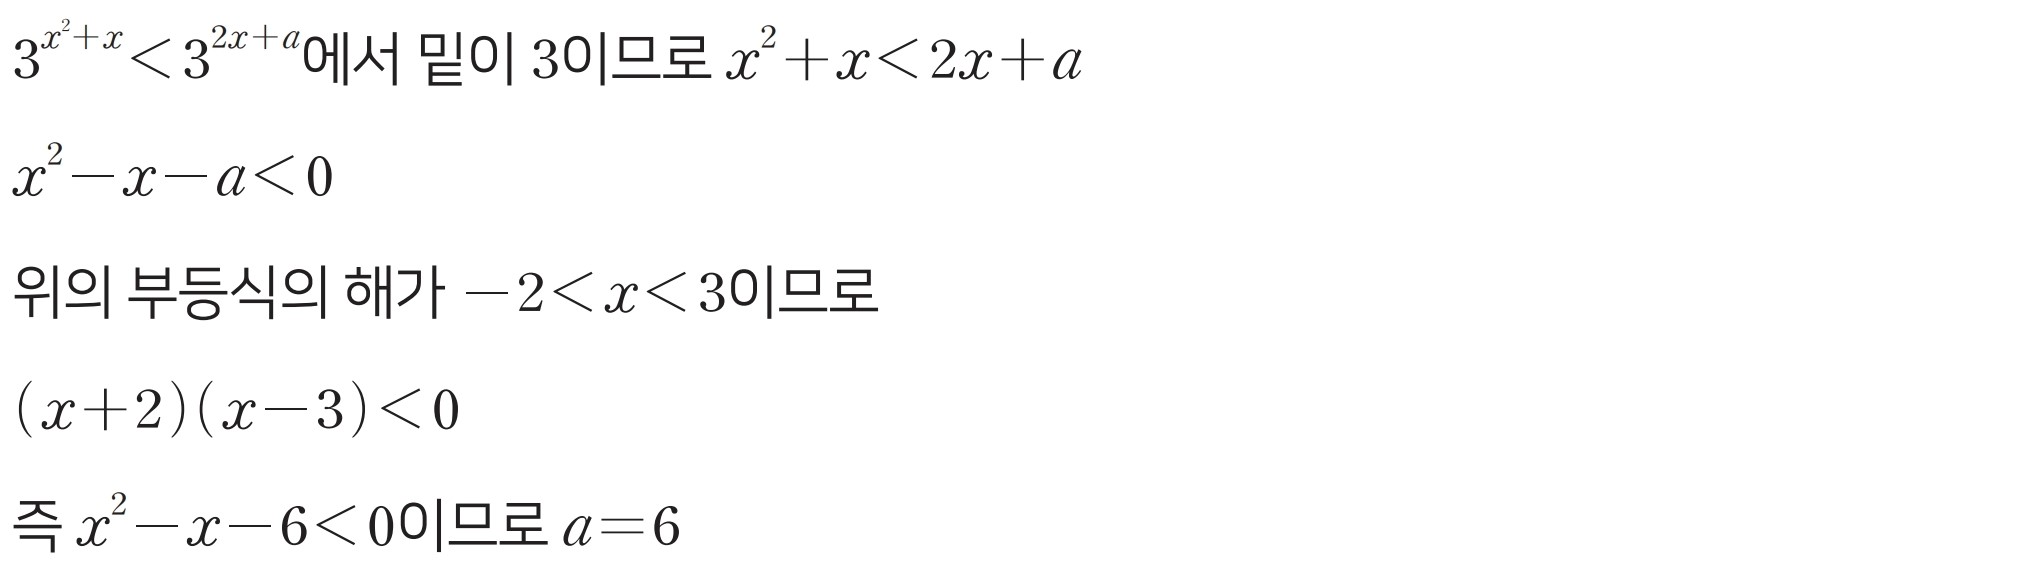 3^{x^2+x}<3^{2x+a}에서 밑이 3이므로 x^2+x<2x+a
x^2-x-a<0
위의 부등식의 해가 -2<x<3이므로
(x+2)(x-3)<0
즉 x^2-x-6<0이므로 a=6